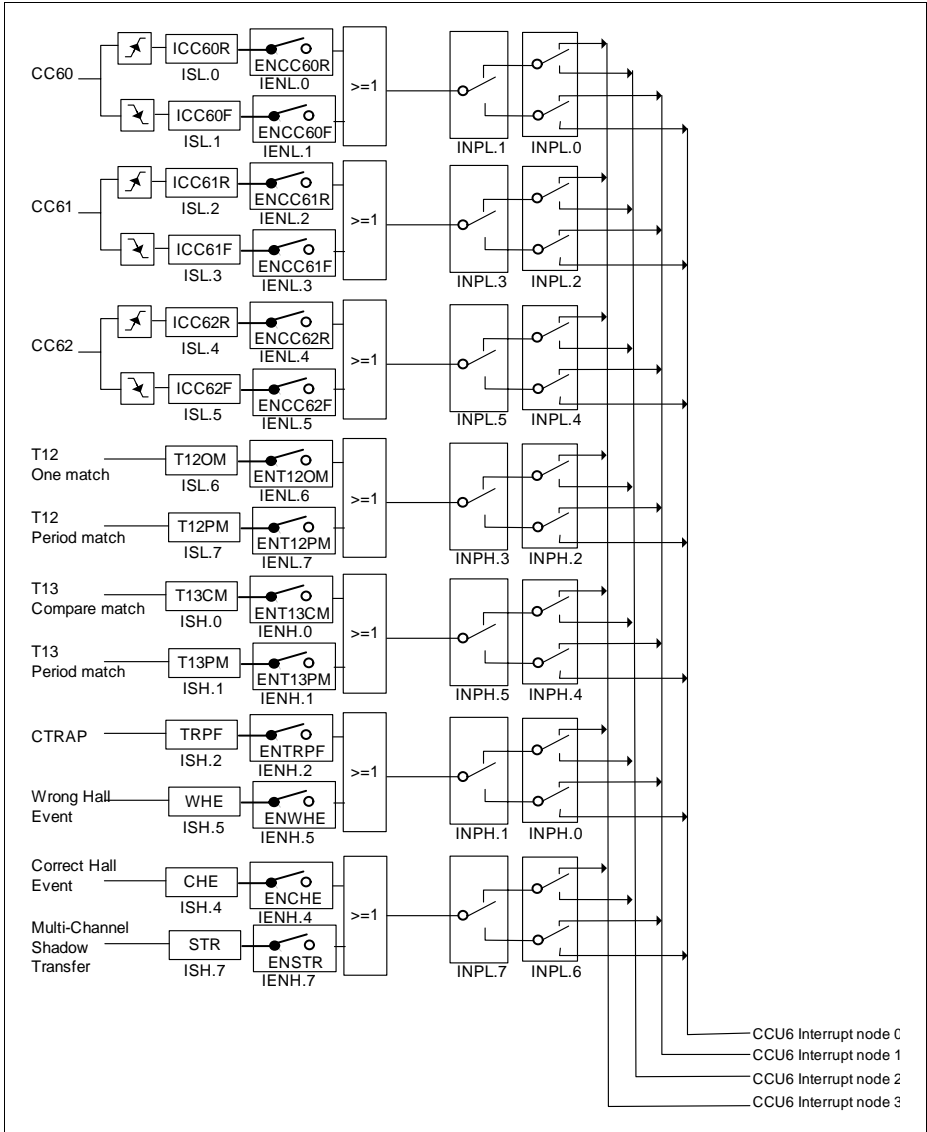 CC60
ICC60R
ISL.0
ENCC60R
IENL.0
ICC60F
ISL.1
ENCC60F
IENL.1
>=1
INPL.1
INPL.0
CC61
ICC61R
ISL.2
ENCC61R
IENL.2
ICC61F
ISL.3
ENCC61F
IENL.3
>=1
INPL.3
INPL.2
CC62
ICC62R
ISL.4
ENCC62R
IENL.4
ICC62F
ISL.5
ENCC62F
IENL.5
>=1
INPL.5
INPL.4
T12
One match
T12OM
ISL.6
ENT12OM
IENL.6
T12
Period match
T12PM
ISL.7
ENT12PM
IENL.7
>=1
INPH.3
INPH.2
T13
Compare match
T13CM
ISH.0
ENT13CM
IENH.0
T13
Period match
T13PM
ISH.1
ENT13PM
IENH.1
>=1
INPH.5
INPH.4
CTRAP
TRPF
ISH.2
ENTRPF
IENH.2
Wrong Hall
Event
WHE
ISH.5
ENWHE
IENH.5
>=1
INPH.1
INPH.0
Correct Hall
Event
CHE
ISH.4
ENCHE
IENH.4
Multi-Channel
Shadow
Transfer
STR
ISH.7
ENSTR
IENH.7
>=1
INPL.7
INPL.6
CCU6 Interrupt node 0
CCU6 Interrupt node 1
CCU6 Interrupt node 2
CCU6 Interrupt node 3